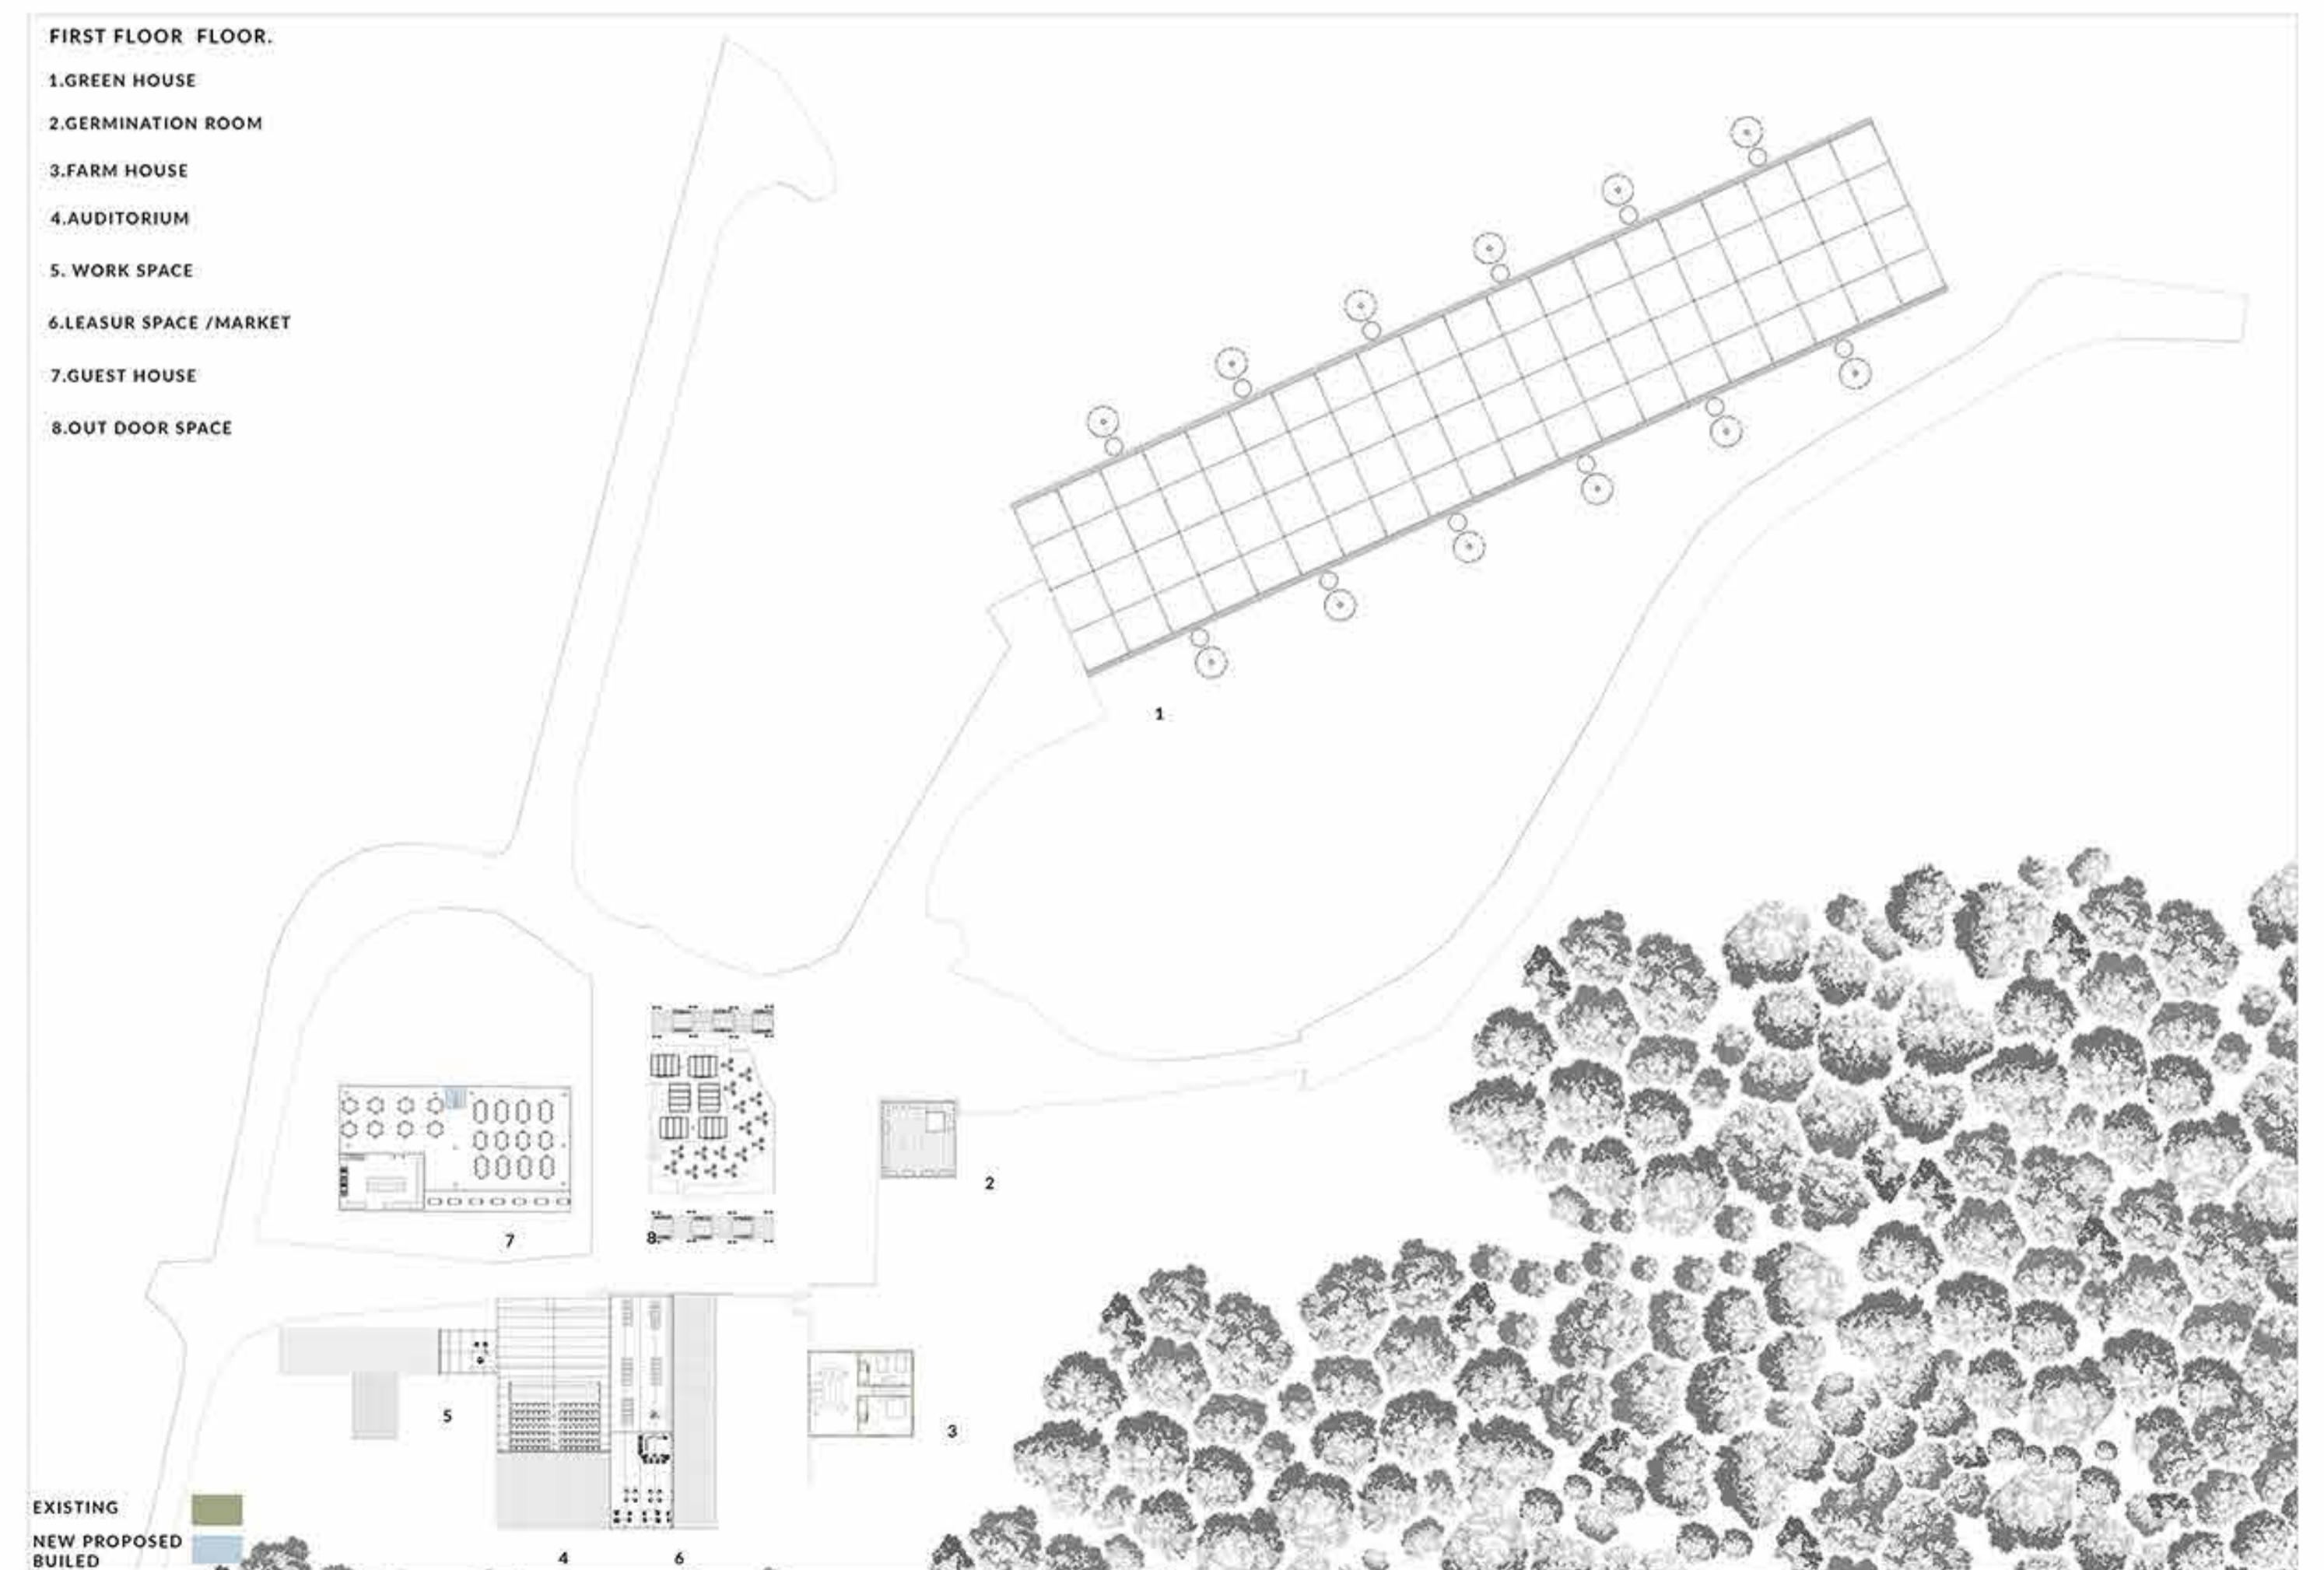 FIRST FLOOR FLOOR.
1.GREEN HOUSE
2.GERMINATION ROOM
3.FARM HOUSE
4.AUDITORIUM
5. WORK SPACE
6.LEASUR SPACE /MARKET
7.GUEST HOUSE
8.OUT DOOR SPACE
1
2
7
8
5
3
EXISTING
NEW PROPOSED
BUILED
4
6